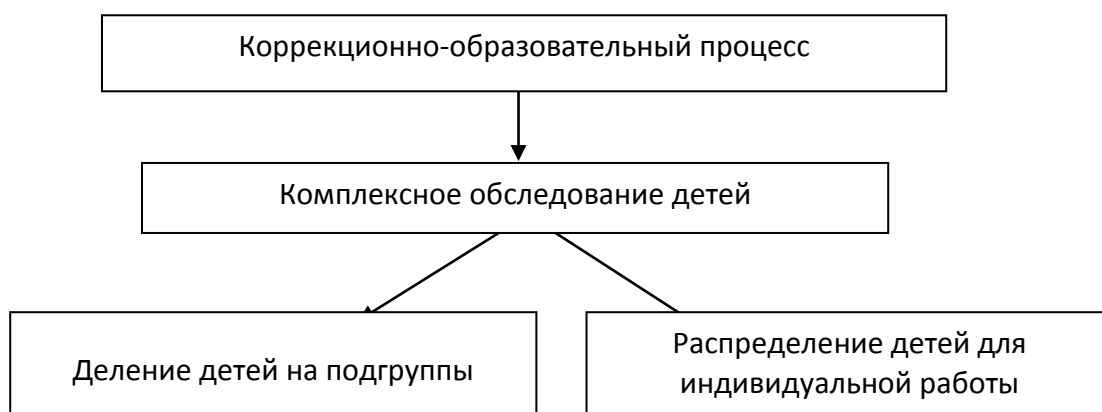 Коррекционно-образовательный процесс
Комплексное обследование детей
Деление детей на подгруппы
Распределение детей для
индивидуальной работы